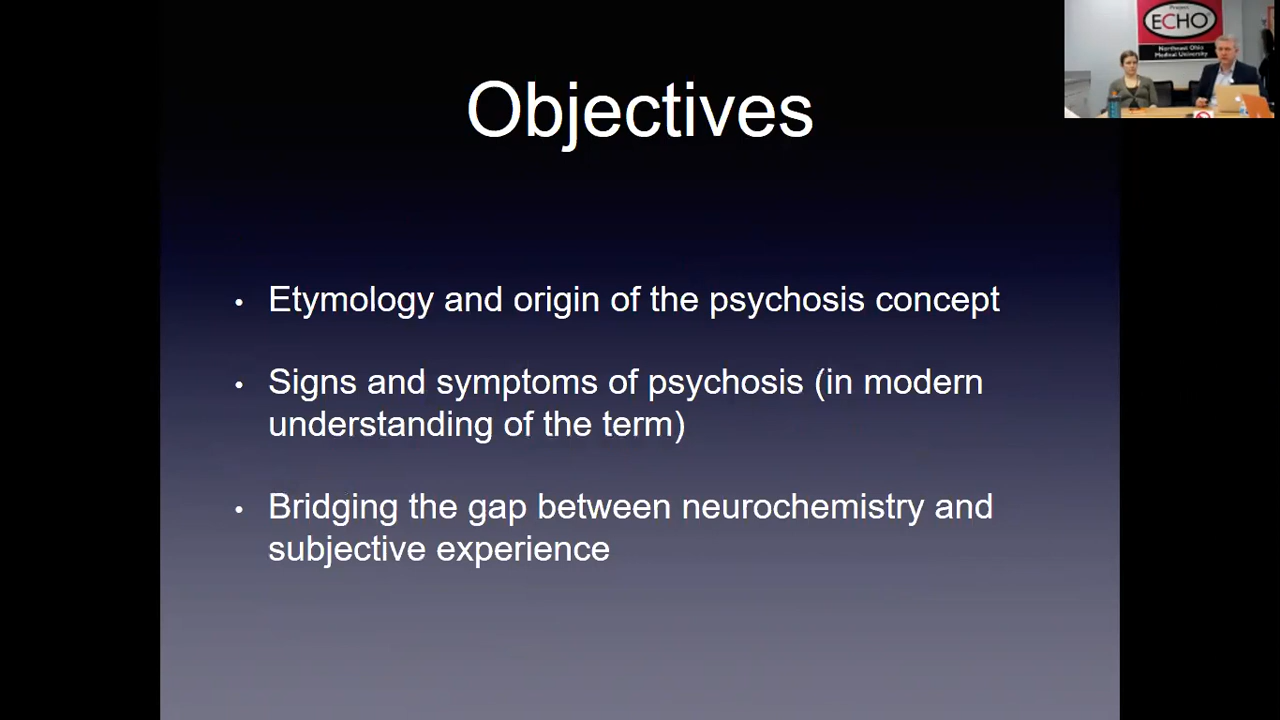 Objectives
• Etymology and origin of the psychosis concept
• Signs and symptoms of psychosis (in modern
understanding of the term)
• Bridging the gap between neurochemistry and
subjective experience
Project
ECHO
Northeast Ohio
Medical University